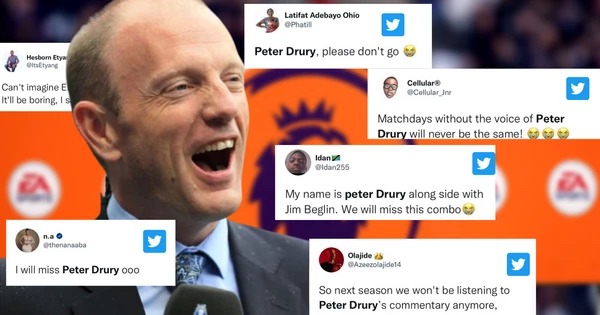 Latifat Adebayo Ohio
@Phatill
Peter Drury, please don't go 😭
Hesborn Etya
@ItsEtyang
Can't imagine E
It'll be boring, I s
Cellular®
@Cellular_Jnr
Matchdays without the voice of Peter
Drury will never be the same! 😭😭😭
Idan🇹🇿
@Idan255
My name is peter Drury along side with
Jim Beglin. We will miss this combo😭
EA
SPORTS
EA
SPORTS
n.a
@thenanaaba
I will miss Peter Drury ooo
Olajide 👑
@Azeezolajide14
So next season we won't be listening to
Peter Drury's commentary anymore,